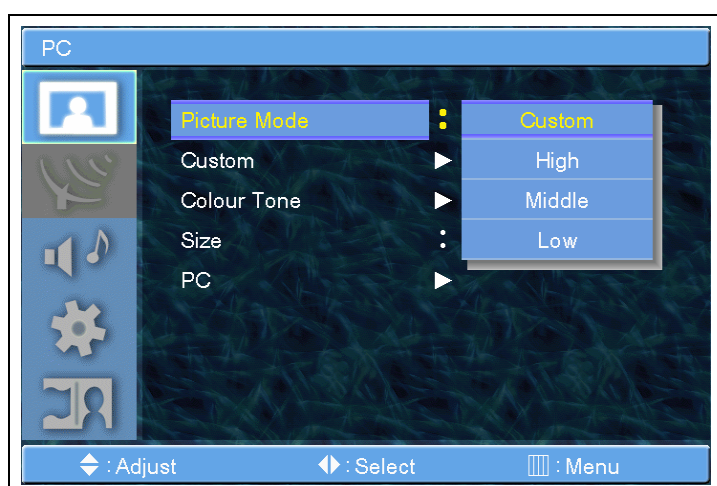 PC
Picture Mode : Custom
Custom ▶ High
Colour Tone ▶ Middle
Size : Low
PC ▶
: Adjust : Select : Menu